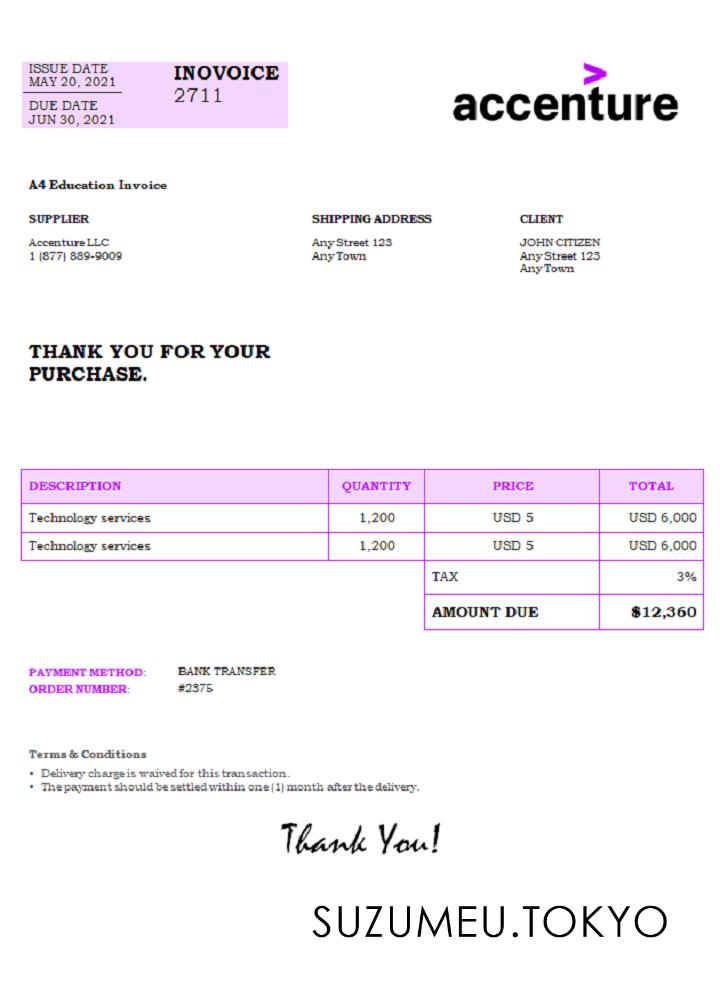 ISSUE DATE
MAY 20, 2021
DUE DATE
JUN 30, 2021
INOVOICE
2711
accenture
A4 Education Invoice
SUPPLIER
Accenture LLC
1 (877) 889-9009
SHIPPING ADDRESS
Any Street 123
Any Town
CLIENT
JOHN CITIZEN
Any Street 123
Any Town
THANK YOU FOR YOUR
PURCHASE.
DESCRIPTION QUANTITY PRICE TOTAL
Technology services 1,200 USD 5 USD 6,000
Technology services 1,200 USD 5 USD 6,000
TAX 3%
AMOUNT DUE $12,360
PAYMENT METHOD: BANK TRANSFER
ORDER NUMBER: #2375
Terms & Conditions
• Delivery charge is waived for this transaction.
• The payment should be settled within one (1) month after the delivery.
Thank You!
SUZUMEU.TOKYO